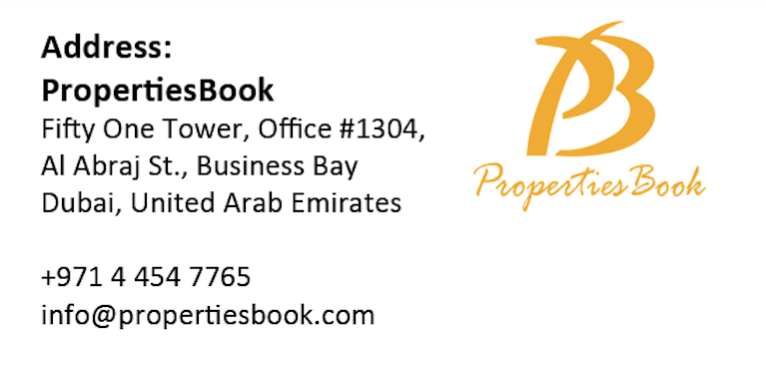 Address:
PropertiesBook
Fifty One Tower, Office #1304,
Al Abraj St., Business Bay
Dubai, United Arab Emirates
+971 4 454 7765
info@propertiesbook.com
PB
PropertiesBook